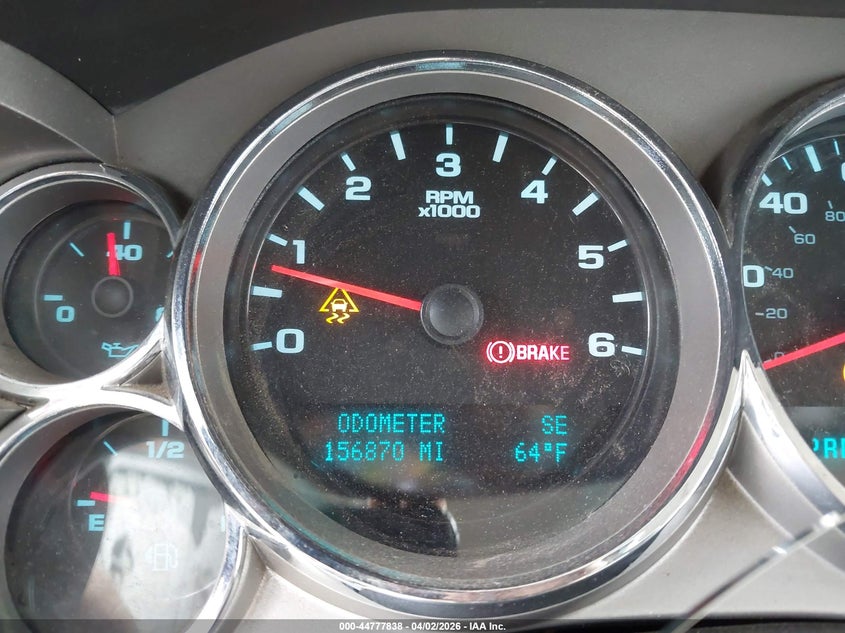 0 1 2 3 4 5 6
RPM
x1000
BRAKE
ODOMETER SE
156870 MI 64°F
0 40
1/2
E
0 40
0 20 40 60 80
000-44777838 - 04/02/2026 - IAA Inc.